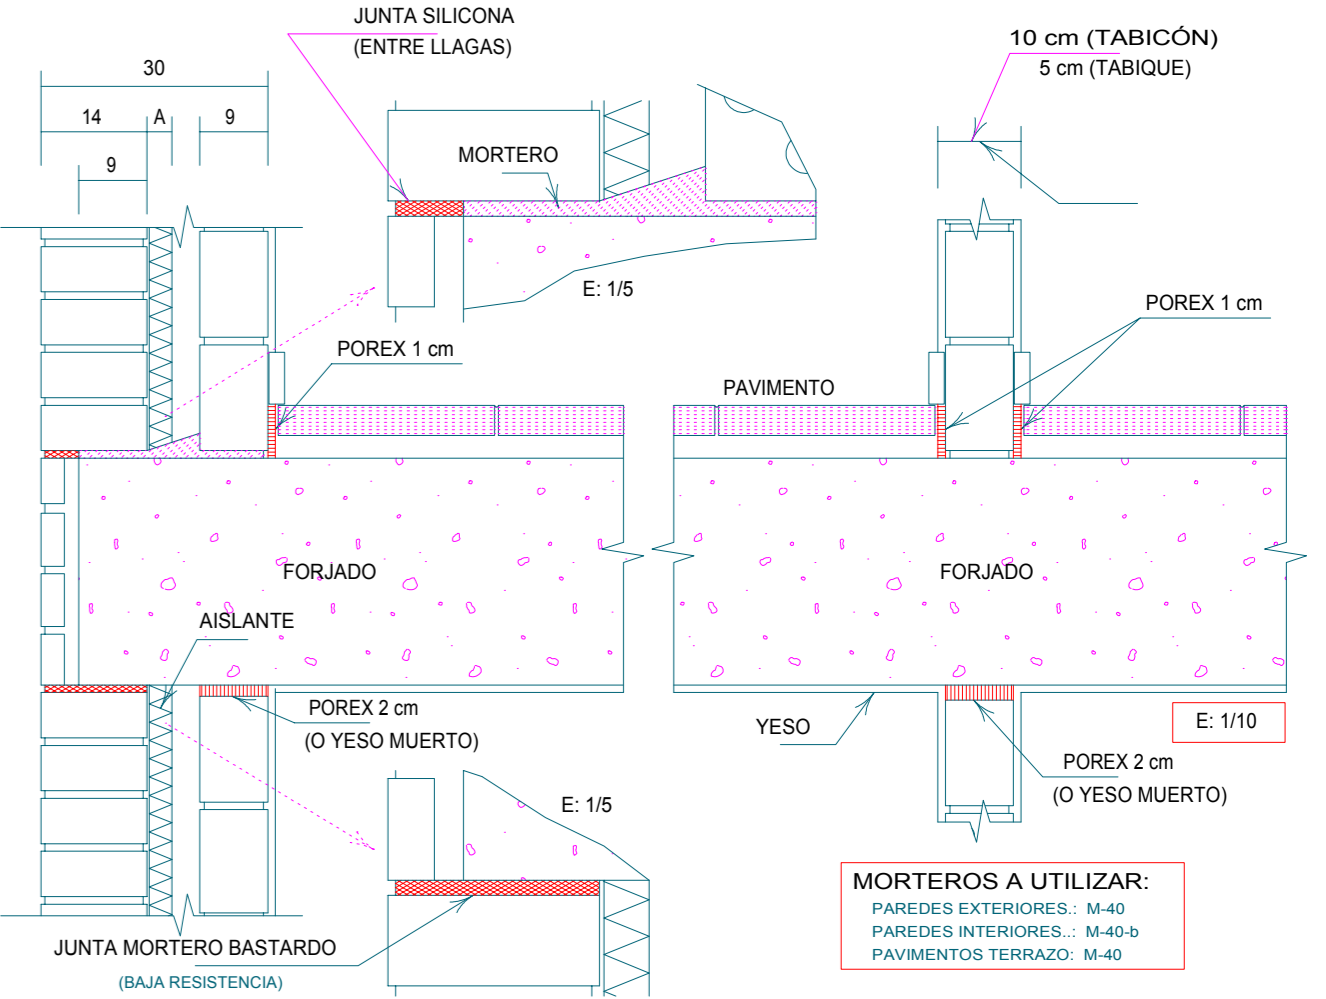 JUNTA SILICONA
(ENTRE LLAGAS)
10 cm (TABICÓN)
5 cm (TABIQUE)
30
14
A
9
9
MORTERO
E: 1/5
POREX 1 cm
POREX 1 cm
PAVIMENTO
FORJADO
FORJADO
AISLANTE
POREX 2 cm
(O YESO MUERTO)
YESO
E: 1/10
POREX 2 cm
(O YESO MUERTO)
E: 1/5
MORTEROS A UTILIZAR:
PAREDES EXTERIORES.: M-40
PAREDES INTERIORES..: M-40-b
PAVIMENTOS TERRAZO: M-40
JUNTA MORTERO BASTARDO
(BAJA RESISTENCIA)